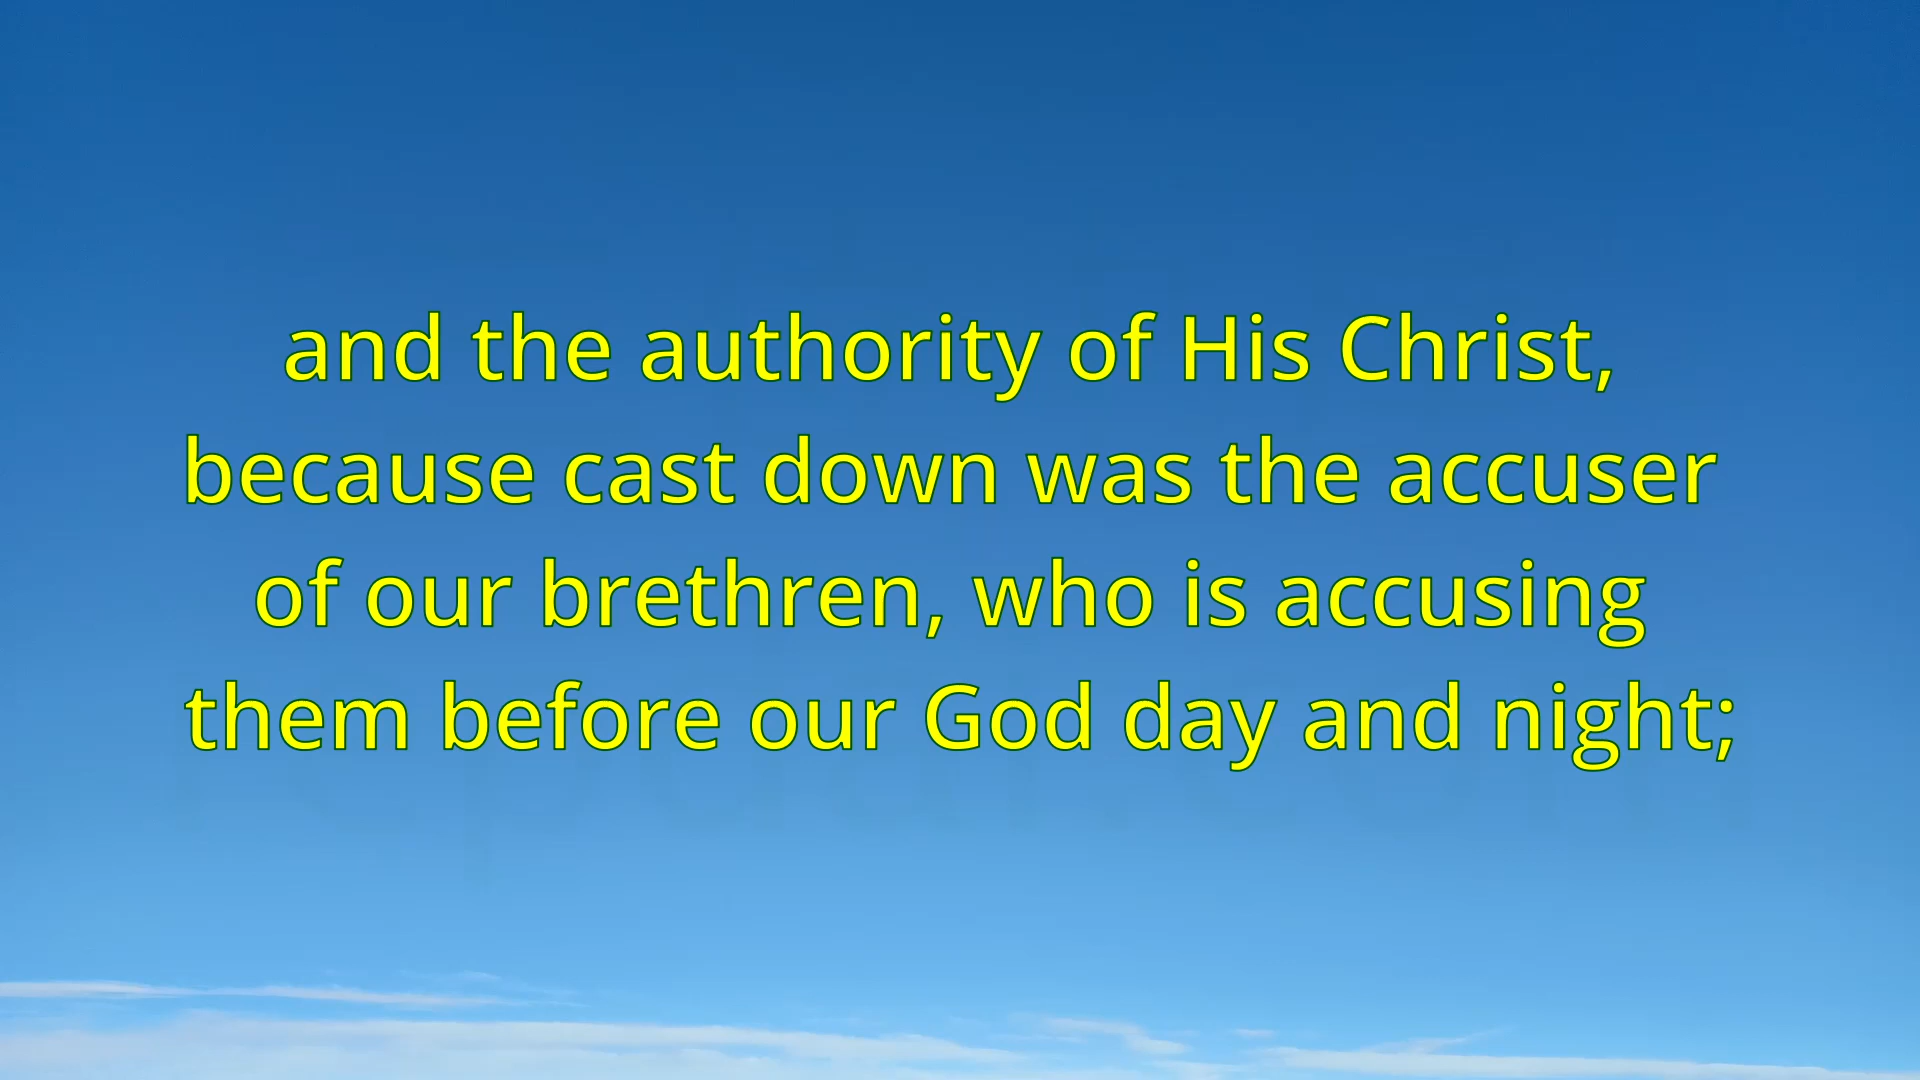 and the authority of His Christ,
because cast down was the accuser
of our brethren, who is accusing
them before our God day and night;